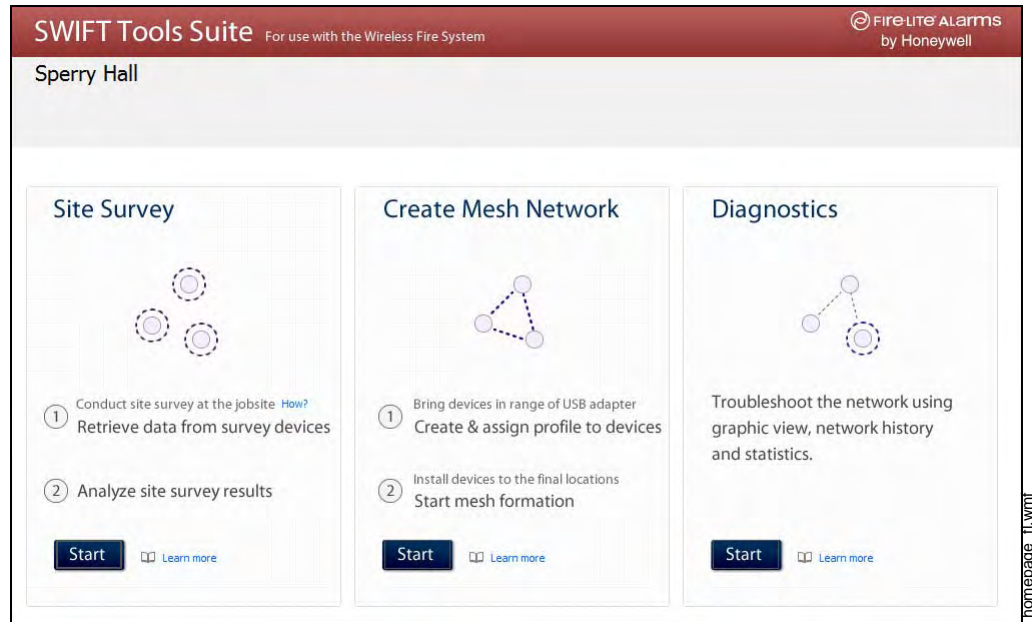 SWIFT Tools Suite For use with the Wireless Fire System
FIRE·LITE ALARMS
by Honeywell
Sperry Hall
Site Survey
1 Conduct site survey at the jobsite How?
Retrieve data from survey devices
2 Analyze site survey results
Start Learn more
Create Mesh Network
1 Bring devices in range of USB adapter
Create & assign profile to devices
2 Install devices to the final locations
Start mesh formation
Start Learn more
Diagnostics
Troubleshoot the network using
graphic view, network history
and statistics.
Start Learn more
homepage_fl.wmf